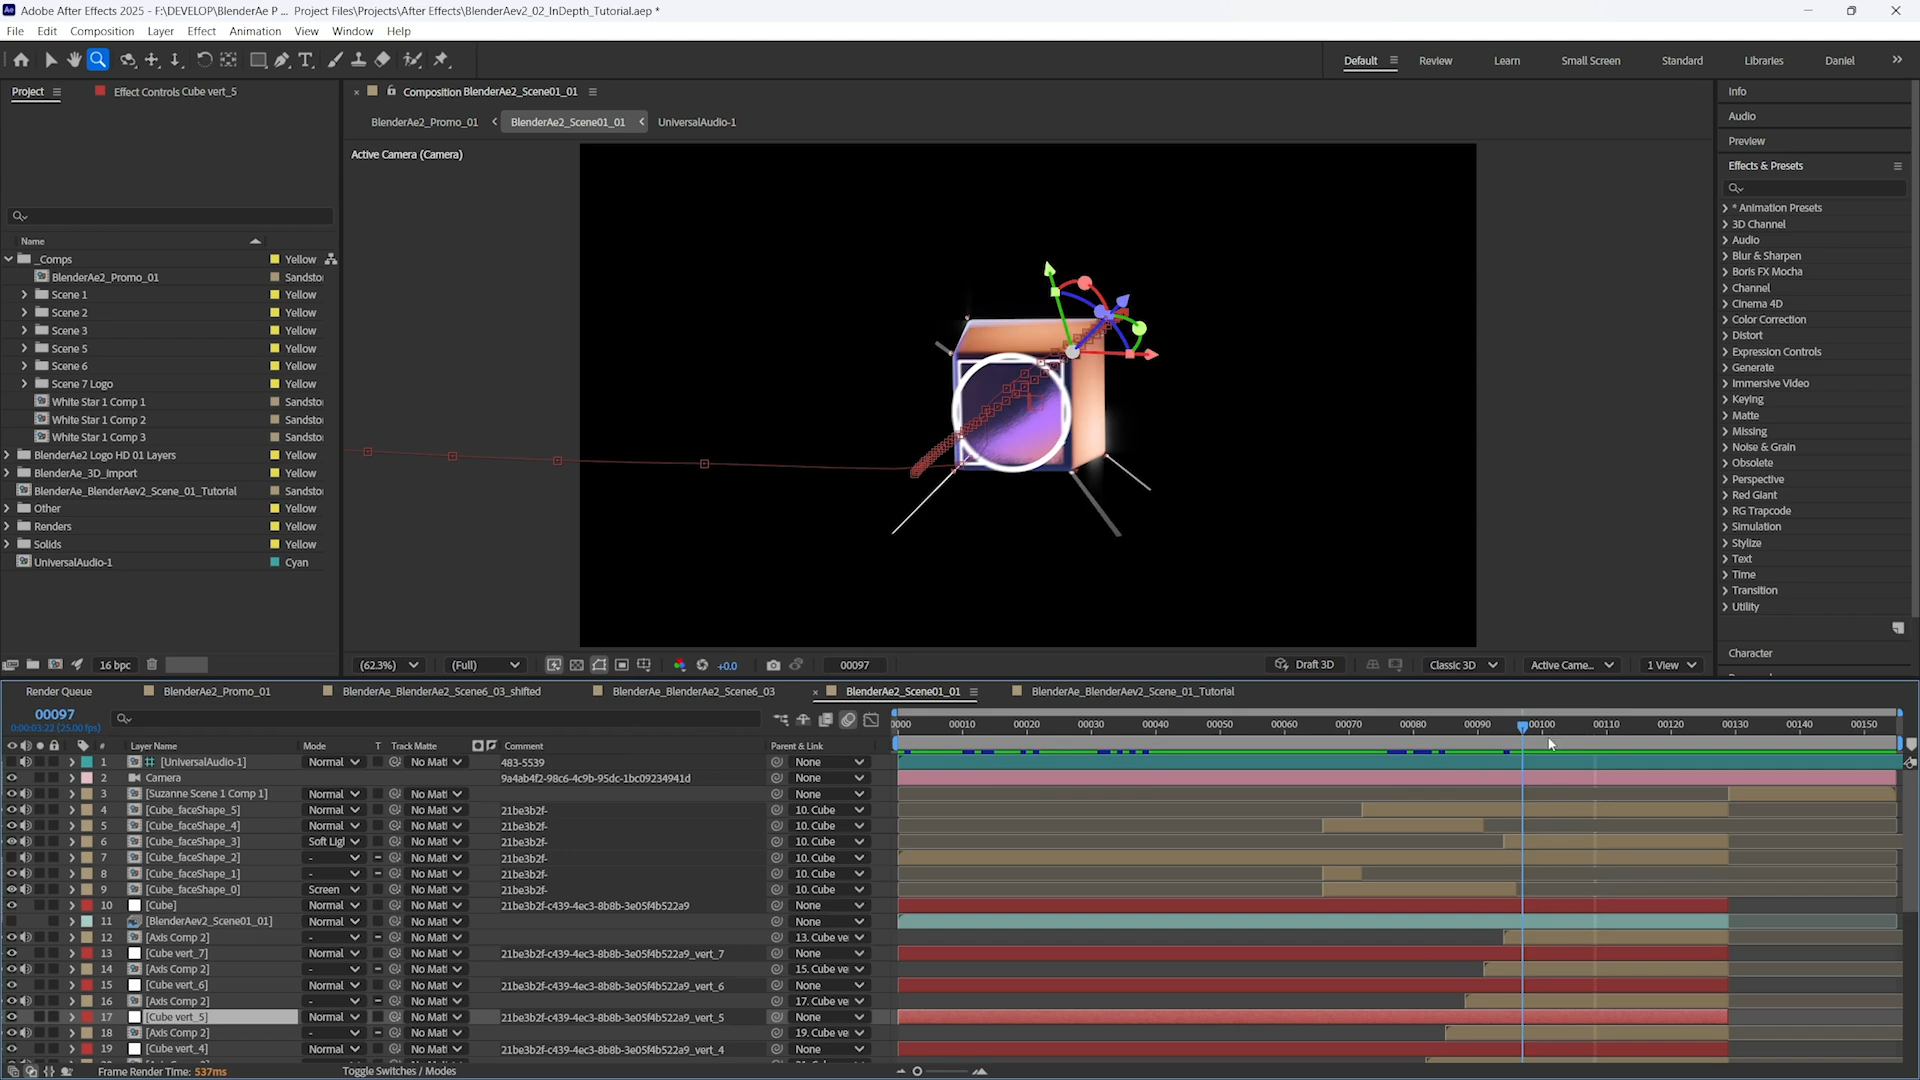 Adobe After Effects 2025 - F:\DEVELOP\BlenderAe P ... Project Files\Projects\After Effects\BlenderAev2_02_InDepth_Tutorial.aep *
File Edit Composition Layer Effect Animation View Window Help
Default Review Learn Small Screen Standard Libraries Daniel
Project Effect Controls Cube vert_5
Composition BlenderAe2_Scene01_01
BlenderAe2_Promo_01 BlenderAe2_Scene01_01 UniversalAudio-1
Active Camera (Camera)
Name
_Comps Yellow
BlenderAe2_Promo_01 Sandsto
Scene 1 Yellow
Scene 2 Yellow
Scene 3 Yellow
Scene 5 Yellow
Scene 6 Yellow
Scene 7 Logo Yellow
White Star 1 Comp 1 Sandsto
White Star 1 Comp 2 Sandsto
White Star 1 Comp 3 Sandsto
BlenderAe2 Logo HD 01 Layers Yellow
BlenderAe_3D_Import Yellow
BlenderAe_BlenderAev2_Scene_01_Tutorial Sandsto
Other Yellow
Renders Yellow
Solids Yellow
UniversalAudio-1 Cyan
16 bpc
Info
Audio
Preview
Effects & Presets
* Animation Presets
3D Channel
Audio
Blur & Sharpen
Boris FX Mocha
Channel
Cinema 4D
Color Correction
Distort
Expression Controls
Generate
Immersive Video
Keying
Matte
Missing
Noise & Grain
Obsolete
Perspective
Red Giant
RG Trapcode
Simulation
Stylize
Text
Time
Transition
Utility
Character
(62.3%) (Full) +0.0 00097 Draft 3D Classic 3D Active Came... 1 View
Render Queue BlenderAe2_Promo_01 BlenderAe_BlenderAe2_Scene6_03_shifted BlenderAe_BlenderAe2_Scene6_03 BlenderAe2_Scene01_01 BlenderAe_BlenderAev2_Scene_01_Tutorial
00097
0:00:03:22 (25.00 fps)
0000 00010 00020 00030 00040 00050 00060 00070 00080 00090 00100 00110 00120 00130 00140 00150
# Layer Name Mode T Track Matte Comment Parent & Link
1 [UniversalAudio-1] Normal No Matt 483-5539 None
2 Camera 9a4ab4f2-98c6-4c9b-95dc-1bc09234941d None
3 [Suzanne Scene 1 Comp 1] Normal No Matt None
4 [Cube_faceShape_5] Normal No Matt 21be3b2f- 10. Cube
5 [Cube_faceShape_4] Normal No Matt 21be3b2f- 10. Cube
6 [Cube_faceShape_3] Soft Ligl No Matt 21be3b2f- 10. Cube
7 [Cube_faceShape_2] - No Matt 21be3b2f- 10. Cube
8 [Cube_faceShape_1] - No Matt 21be3b2f- 10. Cube
9 [Cube_faceShape_0] Screen No Matt 21be3b2f- 10. Cube
10 [Cube] Normal No Matt 21be3b2f-c439-4ec3-8b8b-3e05f4b522a9 None
11 [BlenderAev2_Scene01_01] Normal No Matt None
12 [Axis Comp 2] - No Matt 13. Cube ve
13 [Cube vert_7] Normal No Matt 21be3b2f-c439-4ec3-8b8b-3e05f4b522a9_vert_7 None
14 [Axis Comp 2] - No Matt 15. Cube ve
15 [Cube vert_6] Normal No Matt 21be3b2f-c439-4ec3-8b8b-3e05f4b522a9_vert_6 None
16 [Axis Comp 2] - No Matt 17. Cube ve
17 [Cube vert_5] Normal No Matt 21be3b2f-c439-4ec3-8b8b-3e05f4b522a9_vert_5 None
18 [Axis Comp 2] - No Matt 19. Cube ve
19 [Cube vert_4] Normal No Matt 21be3b2f-c439-4ec3-8b8b-3e05f4b522a9_vert_4 None
Frame Render Time: 537ms Toggle Switches / Modes